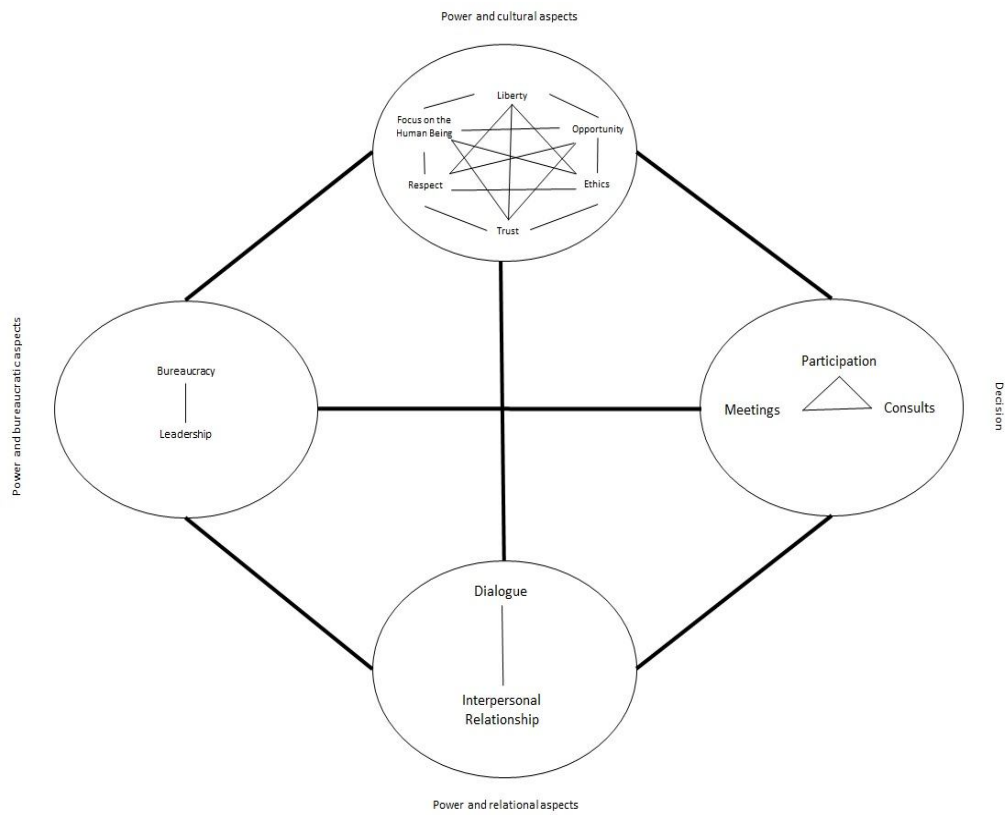 Power and cultural aspects
Liberty
Focus on the
Human Being
Opportunity
Respect
Ethics
Trust
Power and bureaucratic aspects
Bureaucracy
Leadership
Participation
Meetings
Consults
Decision
Dialogue
Interpersonal
Relationship
Power and relational aspects